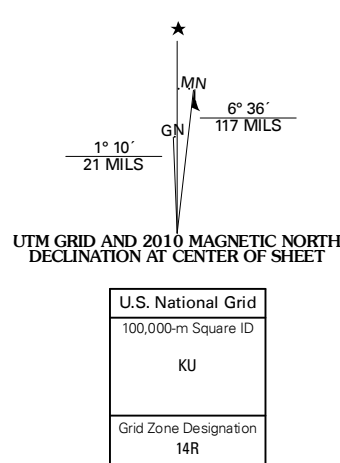 MN
6° 36´
117 MILS
GN
1° 10´
21 MILS
UTM GRID AND 2010 MAGNETIC NORTH
DECLINATION AT CENTER OF SHEET
U.S. National Grid
100,000-m Square ID
KU
Grid Zone Designation
14R